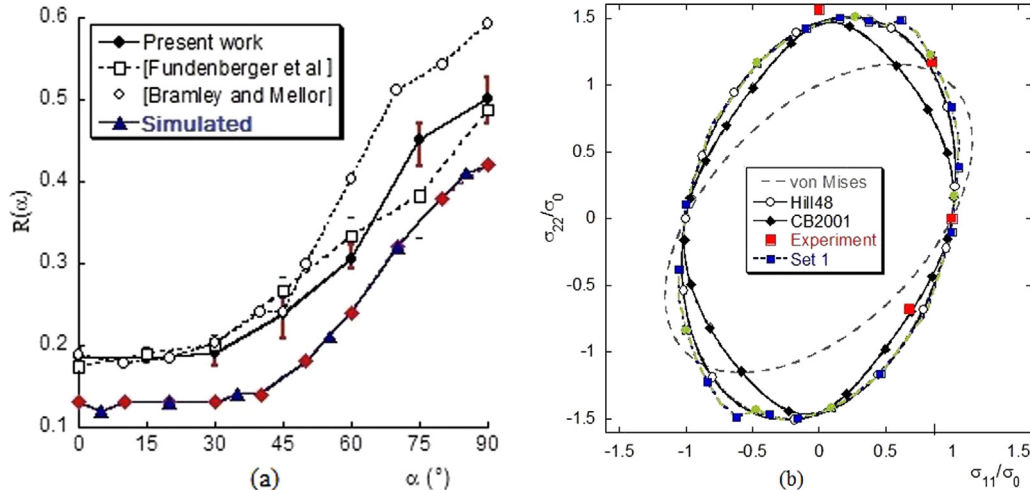 0.6
0.5
0.4
0.3
0.2
0.1
R(α)
Present work
[Fundenberger et al]
[Bramley and Mellor]
Simulated
0 15 30 45 60 75 90
(a) α (°)
(b)
1.5
1
0.5
0
-0.5
-1
-1.5
σ22/σ0
von Mises
Hill48
CB2001
Experiment
Set 1
-1.5 -1 -0.5 0 0.5 1 1.5
σ11/σ0
(b)